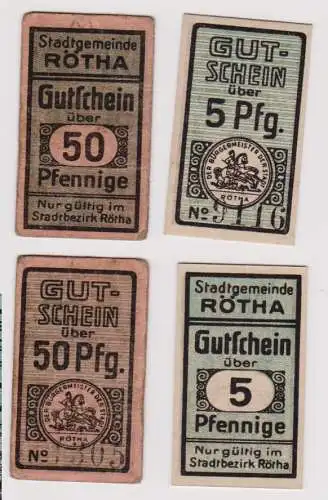 Stadtgemeinde
RÖTHA
Gutschein
über
50
Pfennige
Nur gültig im
Stadtbezirk Rötha
GUT-
SCHEIN
über
5 Pfg.
DER BÜRGERMEISTER DER STADT
RÖTHA
No
GUT-
SCHEIN
über
50 Pfg.
DER BÜRGERMEISTER DER STADT
RÖTHA
No
Stadtgemeinde
RÖTHA
Gutschein
über
5
Pfennige
Nur gültig im
Stadtbezirk Rötha